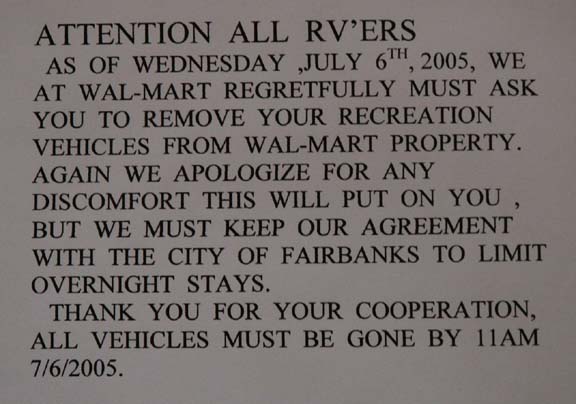 ATTENTION ALL RV'ERS
AS OF WEDNESDAY ,JULY 6TH, 2005, WE
AT WAL-MART REGRETFULLY MUST ASK
YOU TO REMOVE YOUR RECREATION
VEHICLES FROM WAL-MART PROPERTY.
AGAIN WE APOLOGIZE FOR ANY
DISCOMFORT THIS WILL PUT ON YOU ,
BUT WE MUST KEEP OUR AGREEMENT
WITH THE CITY OF FAIRBANKS TO LIMIT
OVERNIGHT STAYS.
THANK YOU FOR YOUR COOPERATION,
ALL VEHICLES MUST BE GONE BY 11AM
7/6/2005.